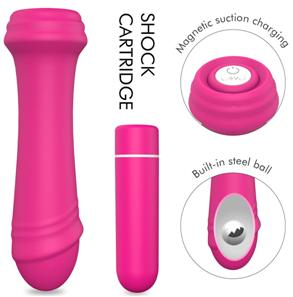 SHOCK
CARTRIDGE
Magnetic suction charging
Built-in steel ball